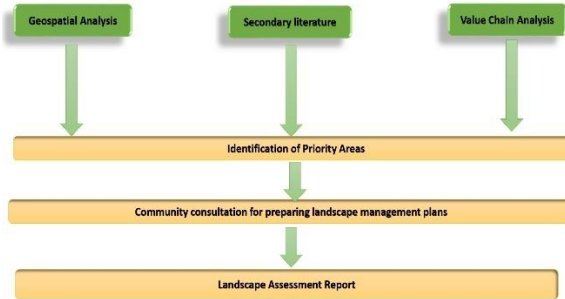 Geospatial Analysis
Secondary literature
Value Chain Analysis
Identification of Priority Areas
Community consultation for preparing landscape management plans
Landscape Assessment Report